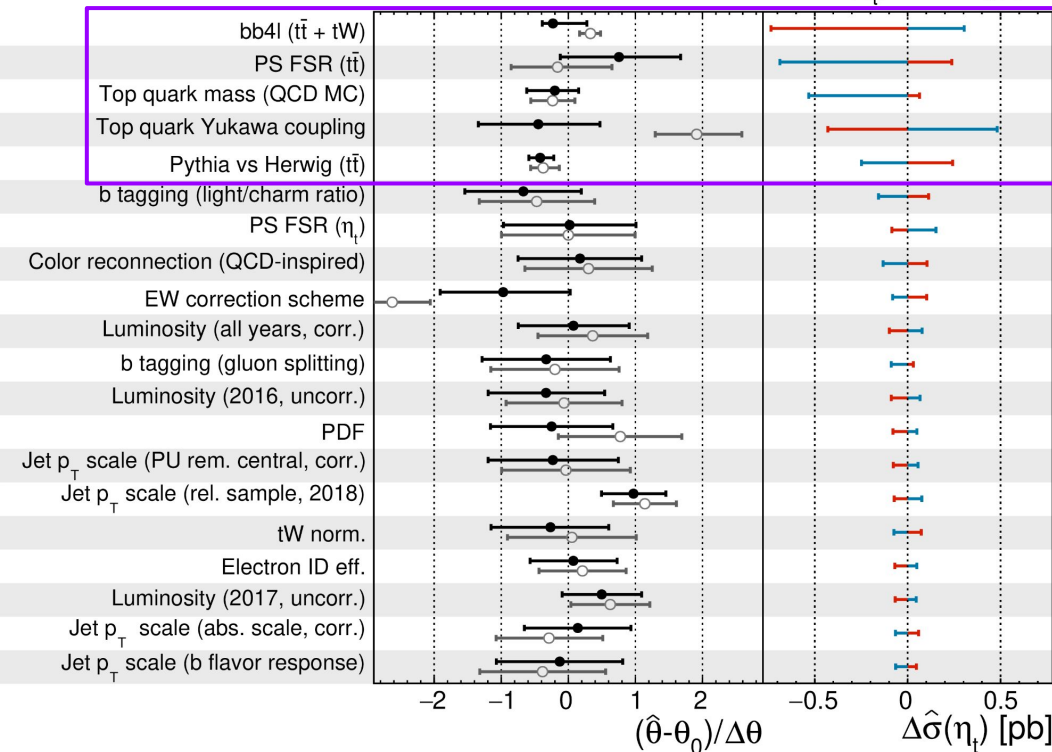 t
bb4l (tt̄ + tW)
PS FSR (tt̄)
Top quark mass (QCD MC)
Top quark Yukawa coupling
Pythia vs Herwig (tt̄)
b tagging (light/charm ratio)
PS FSR (ηt)
Color reconnection (QCD-inspired)
EW correction scheme
Luminosity (all years, corr.)
b tagging (gluon splitting)
Luminosity (2016, uncorr.)
PDF
Jet pT scale (PU rem. central, corr.)
Jet pT scale (rel. sample, 2018)
tW norm.
Electron ID eff.
Luminosity (2017, uncorr.)
Jet pT scale (abs. scale, corr.)
Jet pT scale (b flavor response)
−2 −1 0 1 2 −0.5 0 0.5
(θ̂-θ0)/Δθ Δσ̂(ηt) [pb]